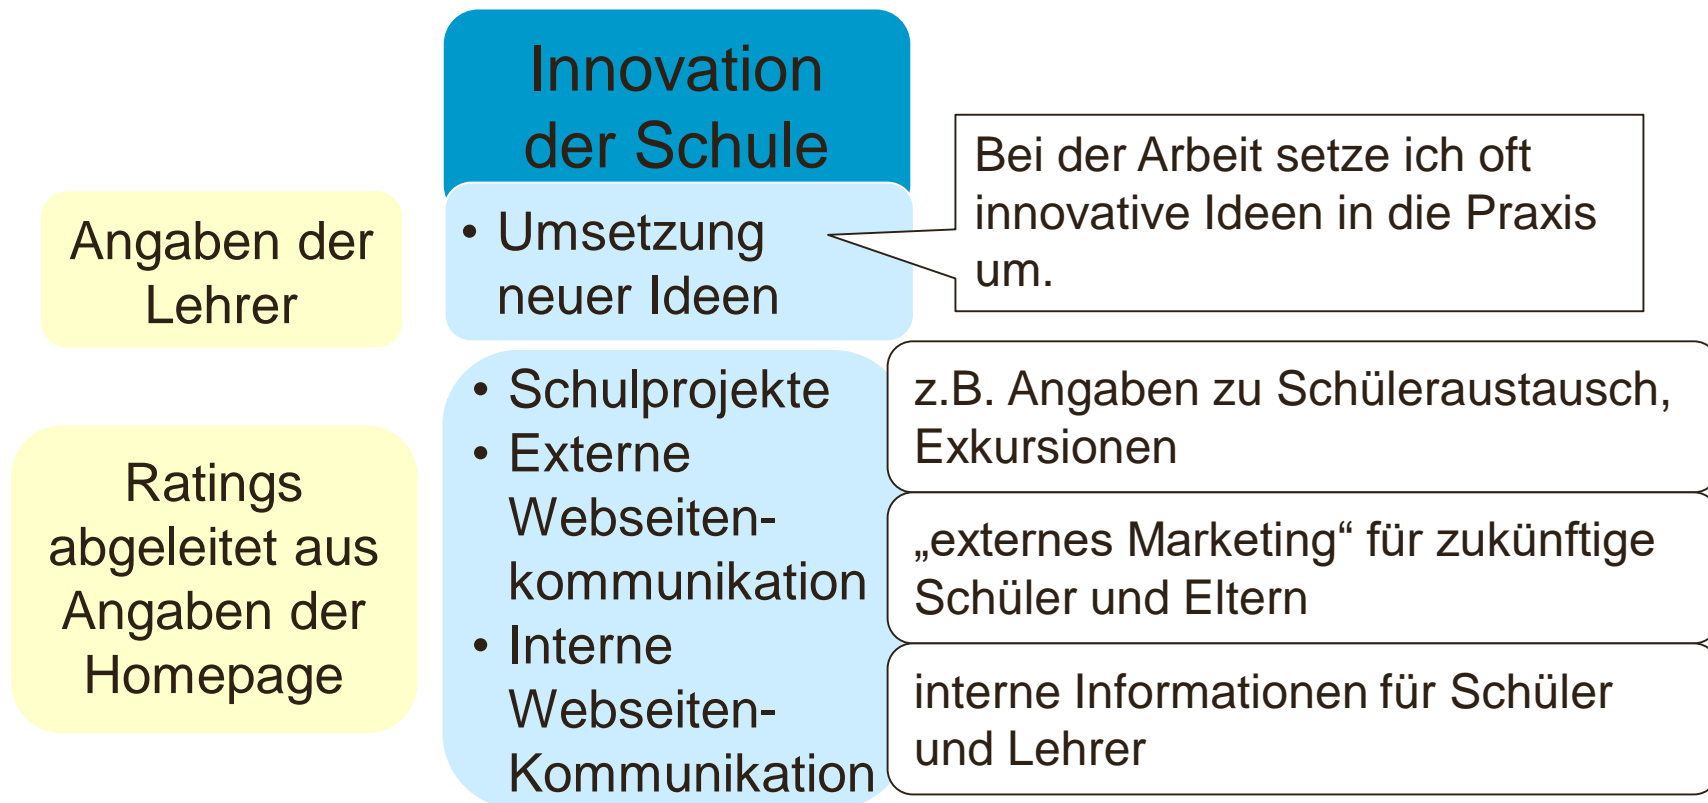 Innovation
der Schule
Angaben der
Lehrer
• Umsetzung
neuer Ideen
Bei der Arbeit setze ich oft
innovative Ideen in die Praxis
um.
Ratings
abgeleitet aus
Angaben der
Homepage
• Schulprojekte
• Externe
Webseiten-
kommunikation
• Interne
Webseiten-
Kommunikation
z.B. Angaben zu Schüleraustausch,
Exkursionen
„externes Marketing“ für zukünftige
Schüler und Eltern
interne Informationen für Schüler
und Lehrer